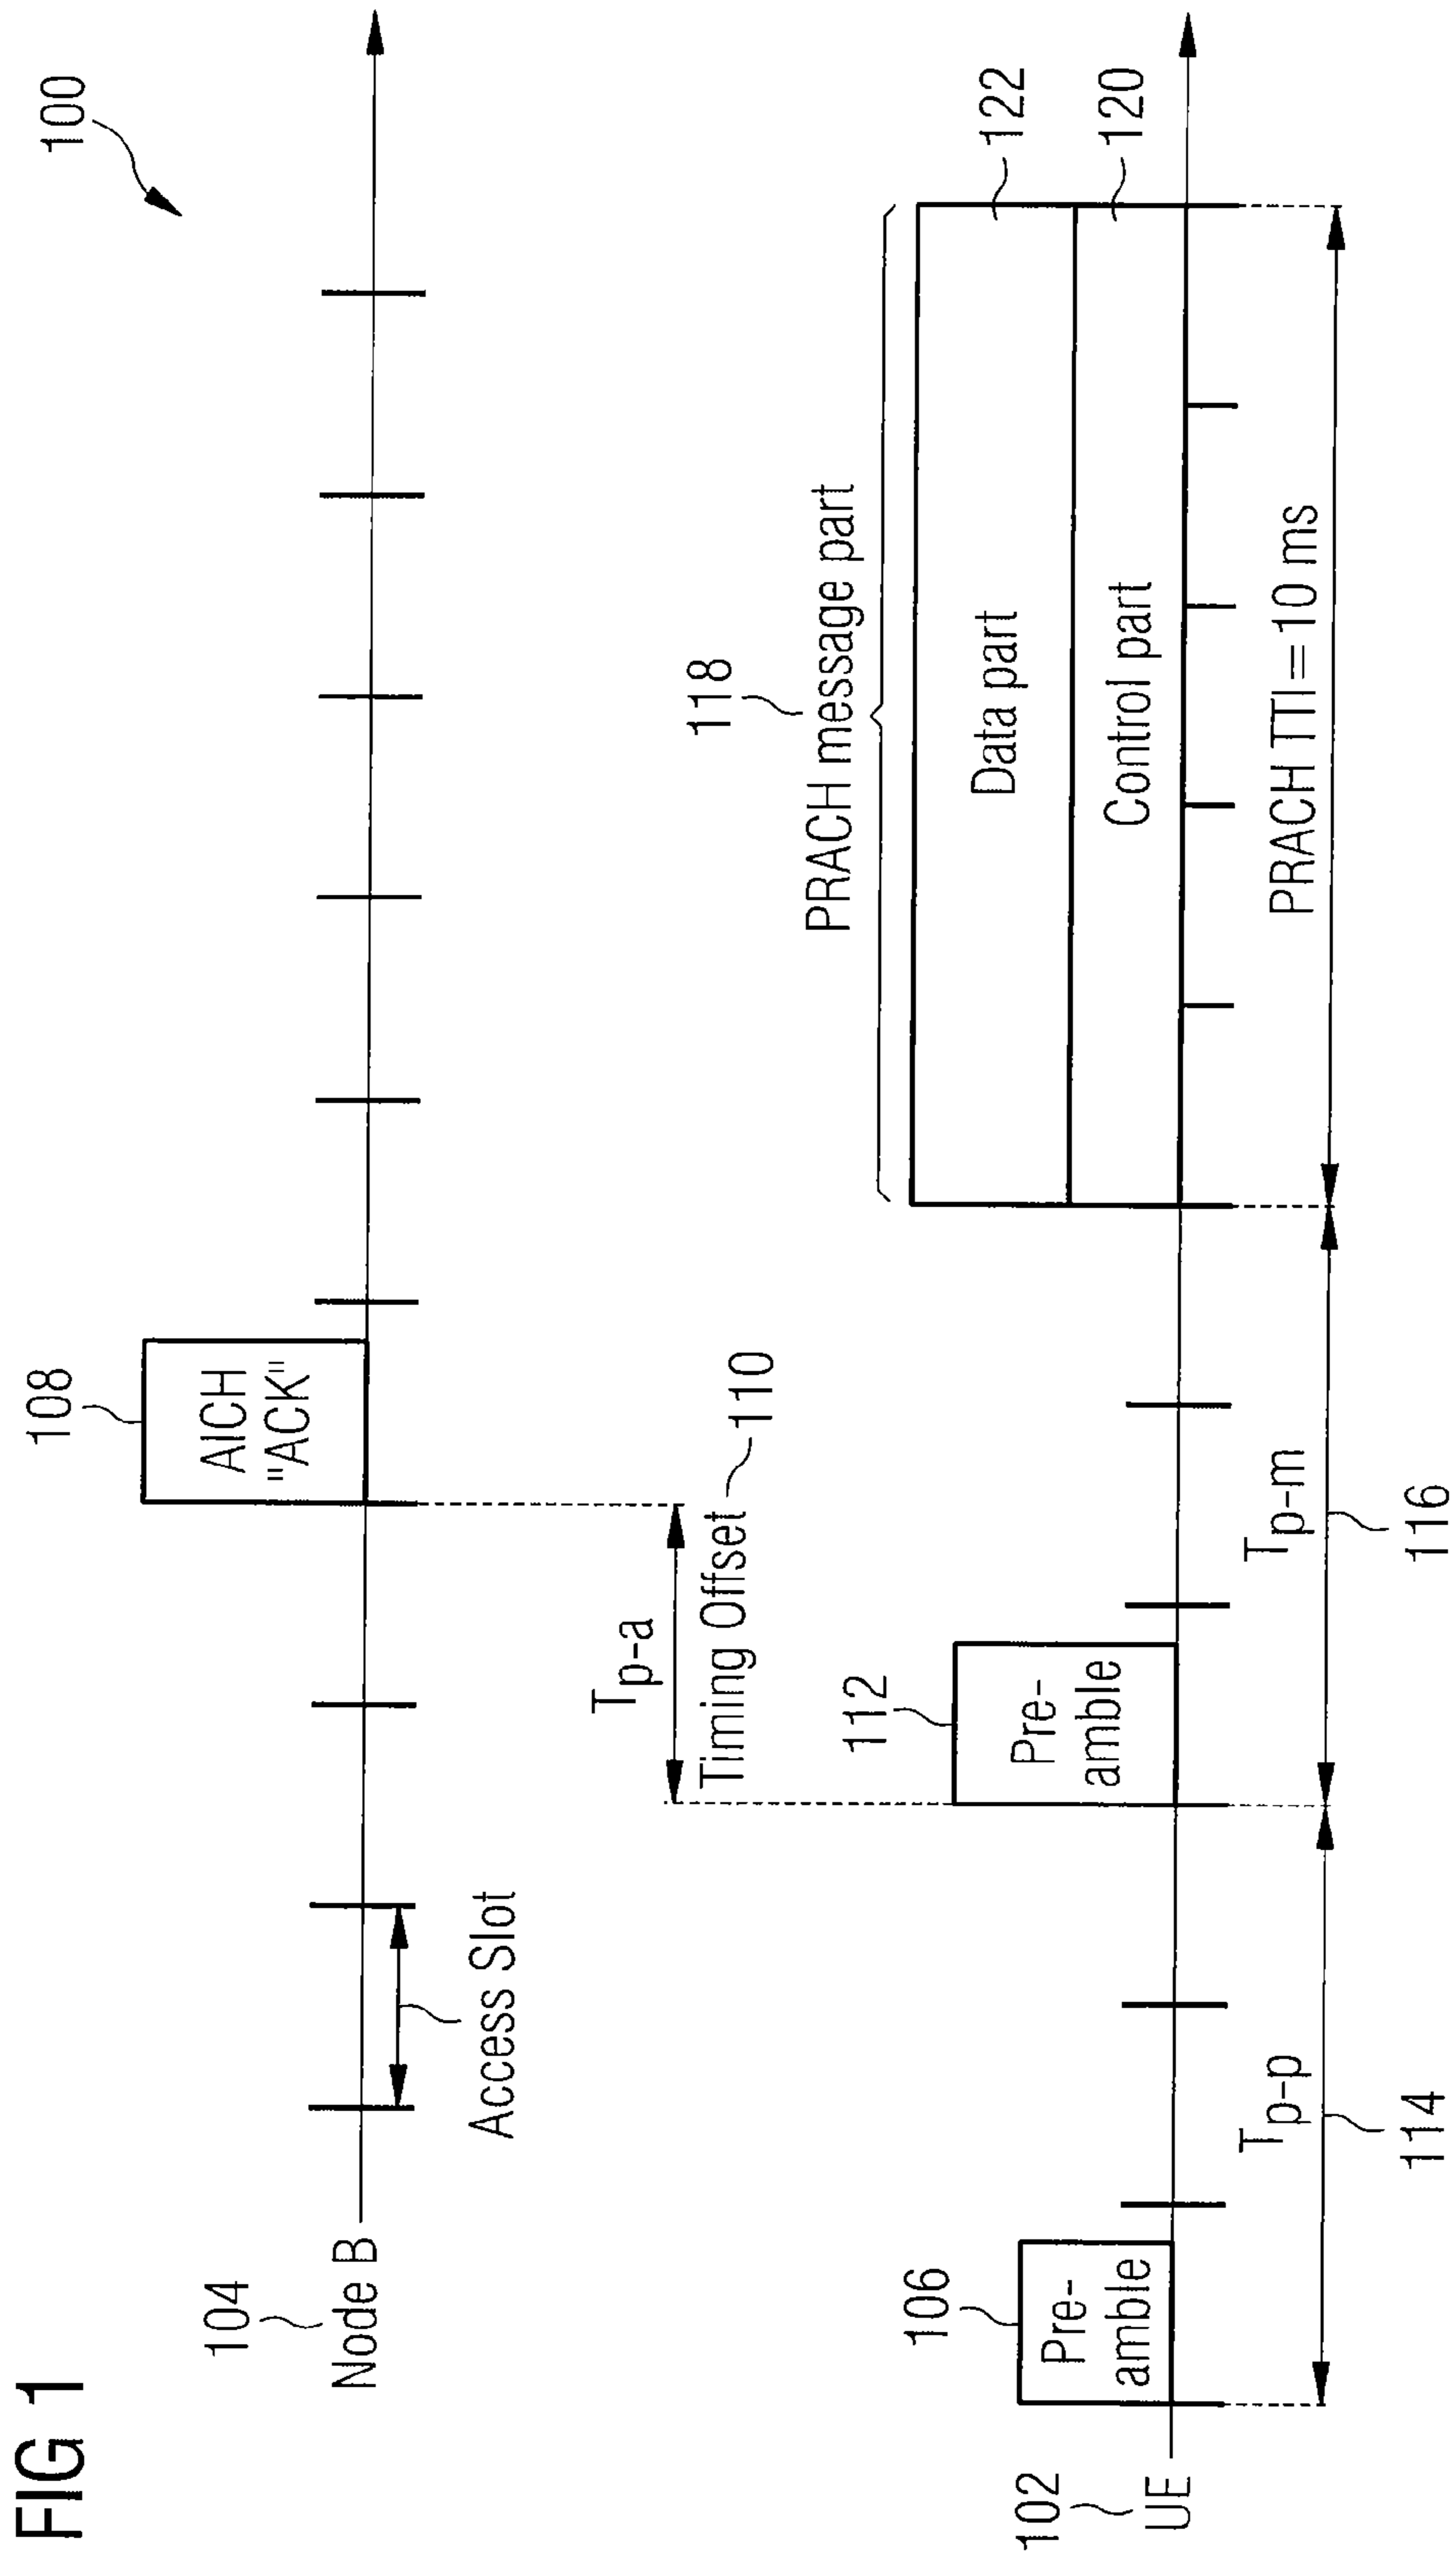 FIG 1
100
104
Node B
Access Slot
108
AICH
"ACK"
Tp-a
Timing Offset
110
102
UE
106
Pre-
amble
112
Pre-
amble
118
PRACH message part
Data part
122
Control part
120
Tp-p
114
Tp-m
116
PRACH TTI = 10 ms